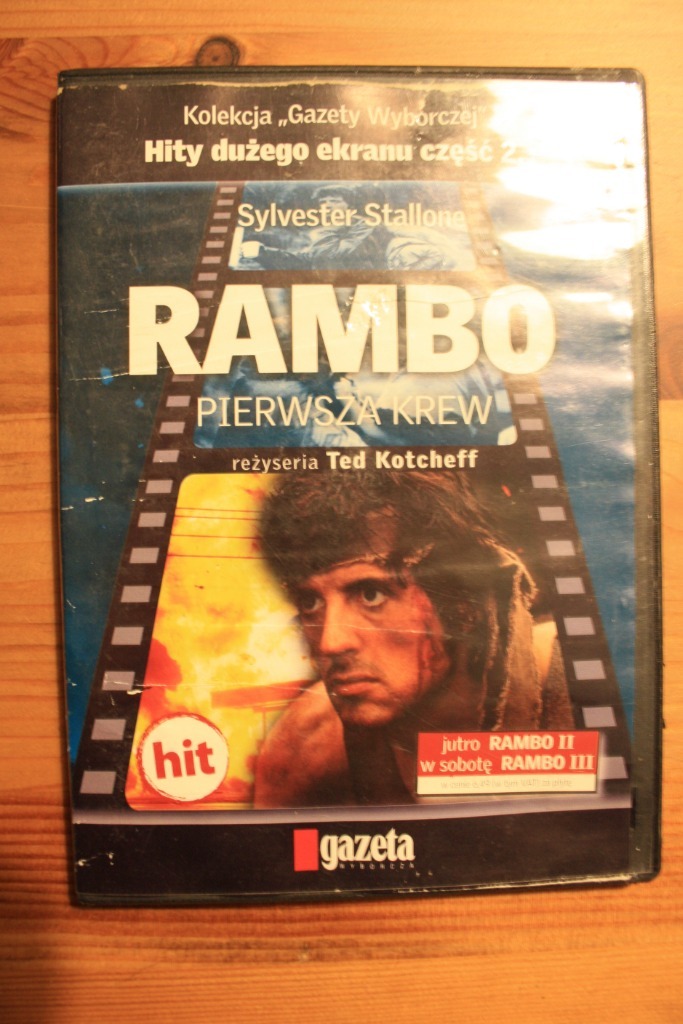 Kolekcja „Gazety Wyborczej”
Hity dużego ekranu część 2
Sylvester Stallone
RAMBO
PIERWSZA KREW
reżyseria Ted Kotcheff
hit
jutro RAMBO II
w sobotę RAMBO III
gazeta
WYBORCZA